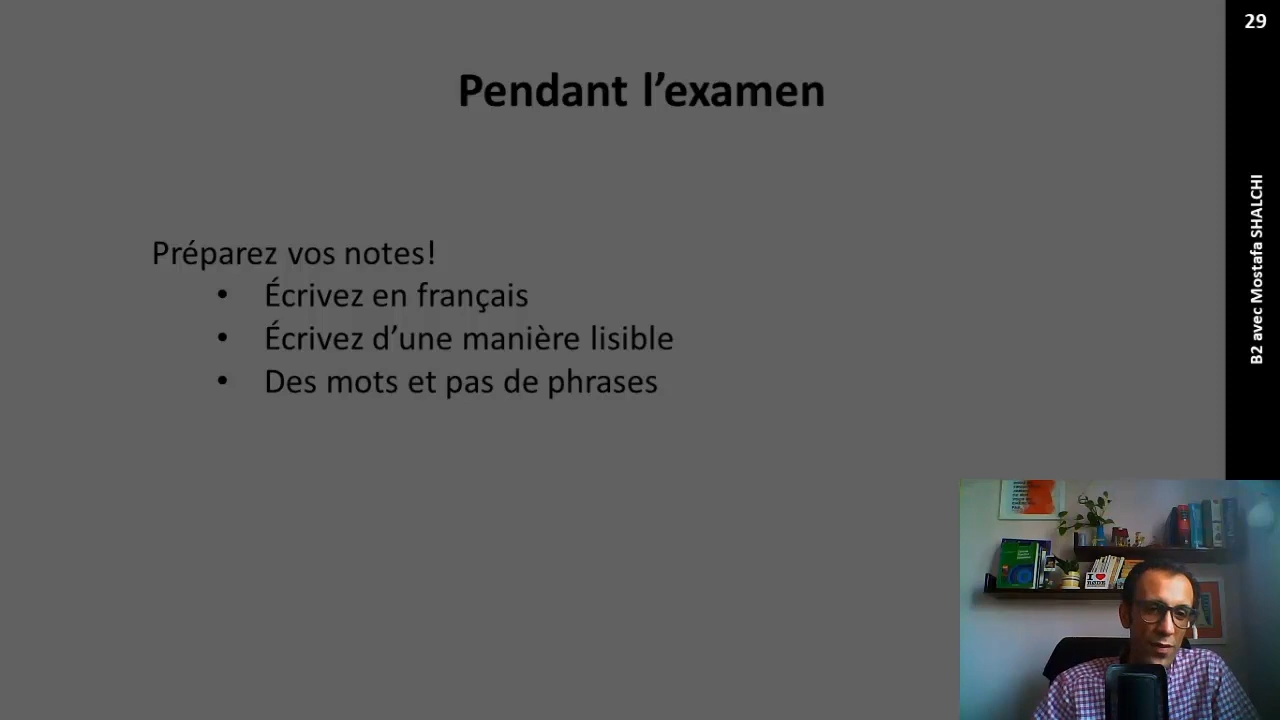 29
Pendant l’examen
Préparez vos notes!
• Écrivez en français
• Écrivez d’une manière lisible
• Des mots et pas de phrases
B2 avec Mostafa SHALCHI